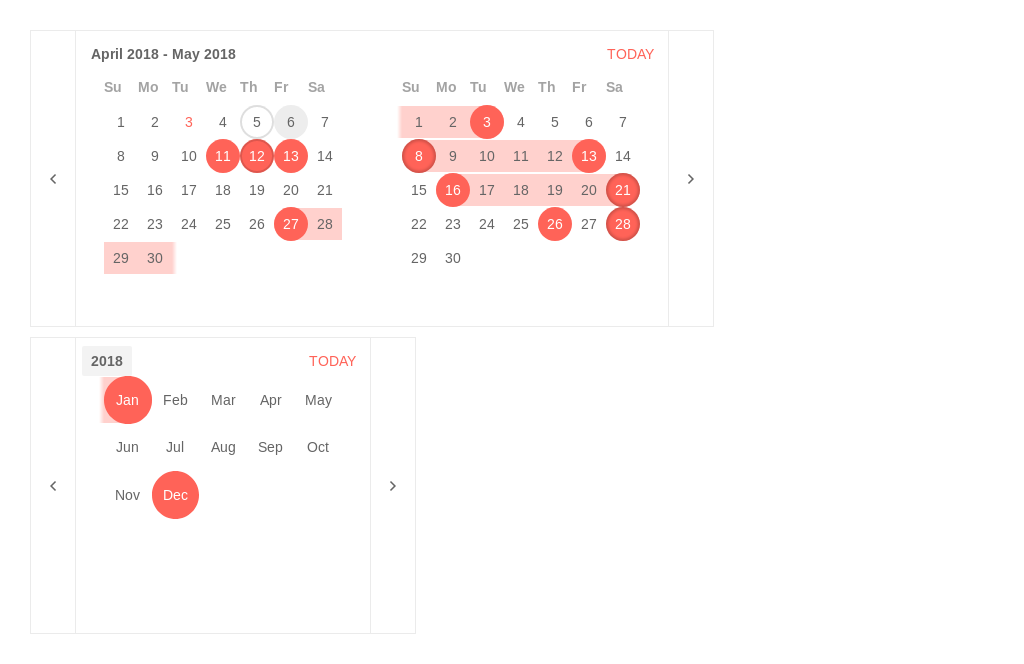 April 2018 - May 2018 TODAY
Su Mo Tu We Th Fr Sa Su Mo Tu We Th Fr Sa
1 2 3 4 5 6 7 1 2 3 4 5 6 7
8 9 10 11 12 13 14 8 9 10 11 12 13 14
15 16 17 18 19 20 21 15 16 17 18 19 20 21
22 23 24 25 26 27 28 22 23 24 25 26 27 28
29 30 29 30
2018 TODAY
Jan Feb Mar Apr May
Jun Jul Aug Sep Oct
Nov Dec